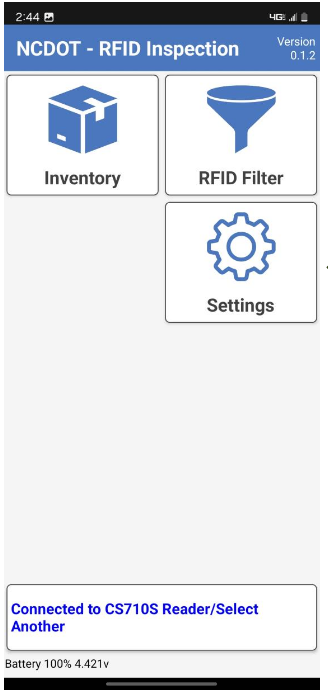 2:44 4GE
NCDOT - RFID Inspection
Version
0.1.2
Inventory
RFID Filter
Settings
Connected to CS710S Reader/Select
Another
Battery 100% 4.421v